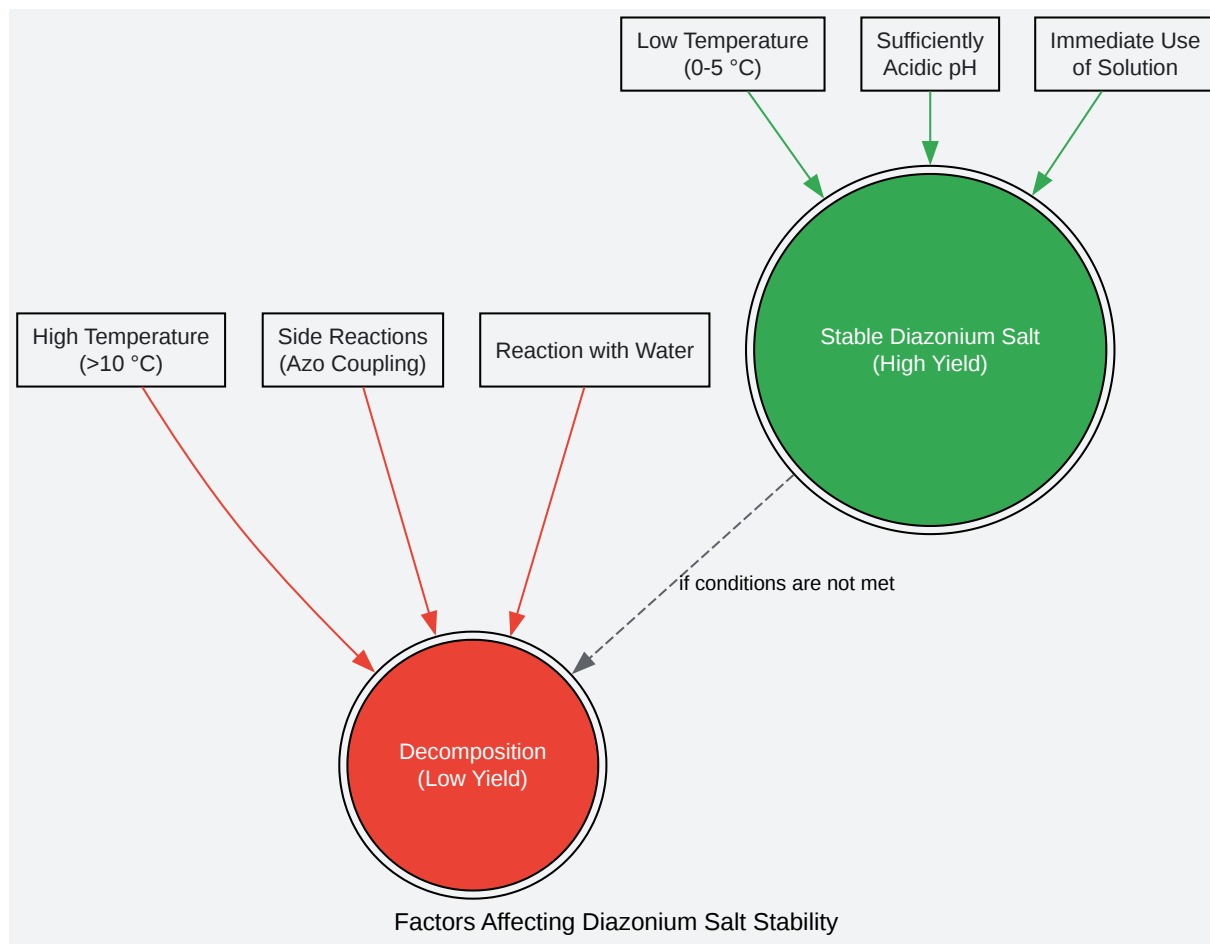 Low Temperature
(0-5 °C)
Sufficiently
Acidic pH
Immediate Use
of Solution
High Temperature
(>10 °C)
Side Reactions
(Azo Coupling)
Reaction with Water
Stable Diazonium Salt
(High Yield)
if conditions are not met
Decomposition
(Low Yield)
Factors Affecting Diazonium Salt Stability